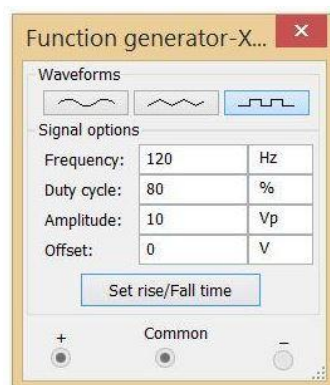 Function generator-X...
Waveforms
Signal options
Frequency: 120 Hz
Duty cycle: 80 %
Amplitude: 10 Vp
Offset: 0 V
Set rise/Fall time
+ Common −